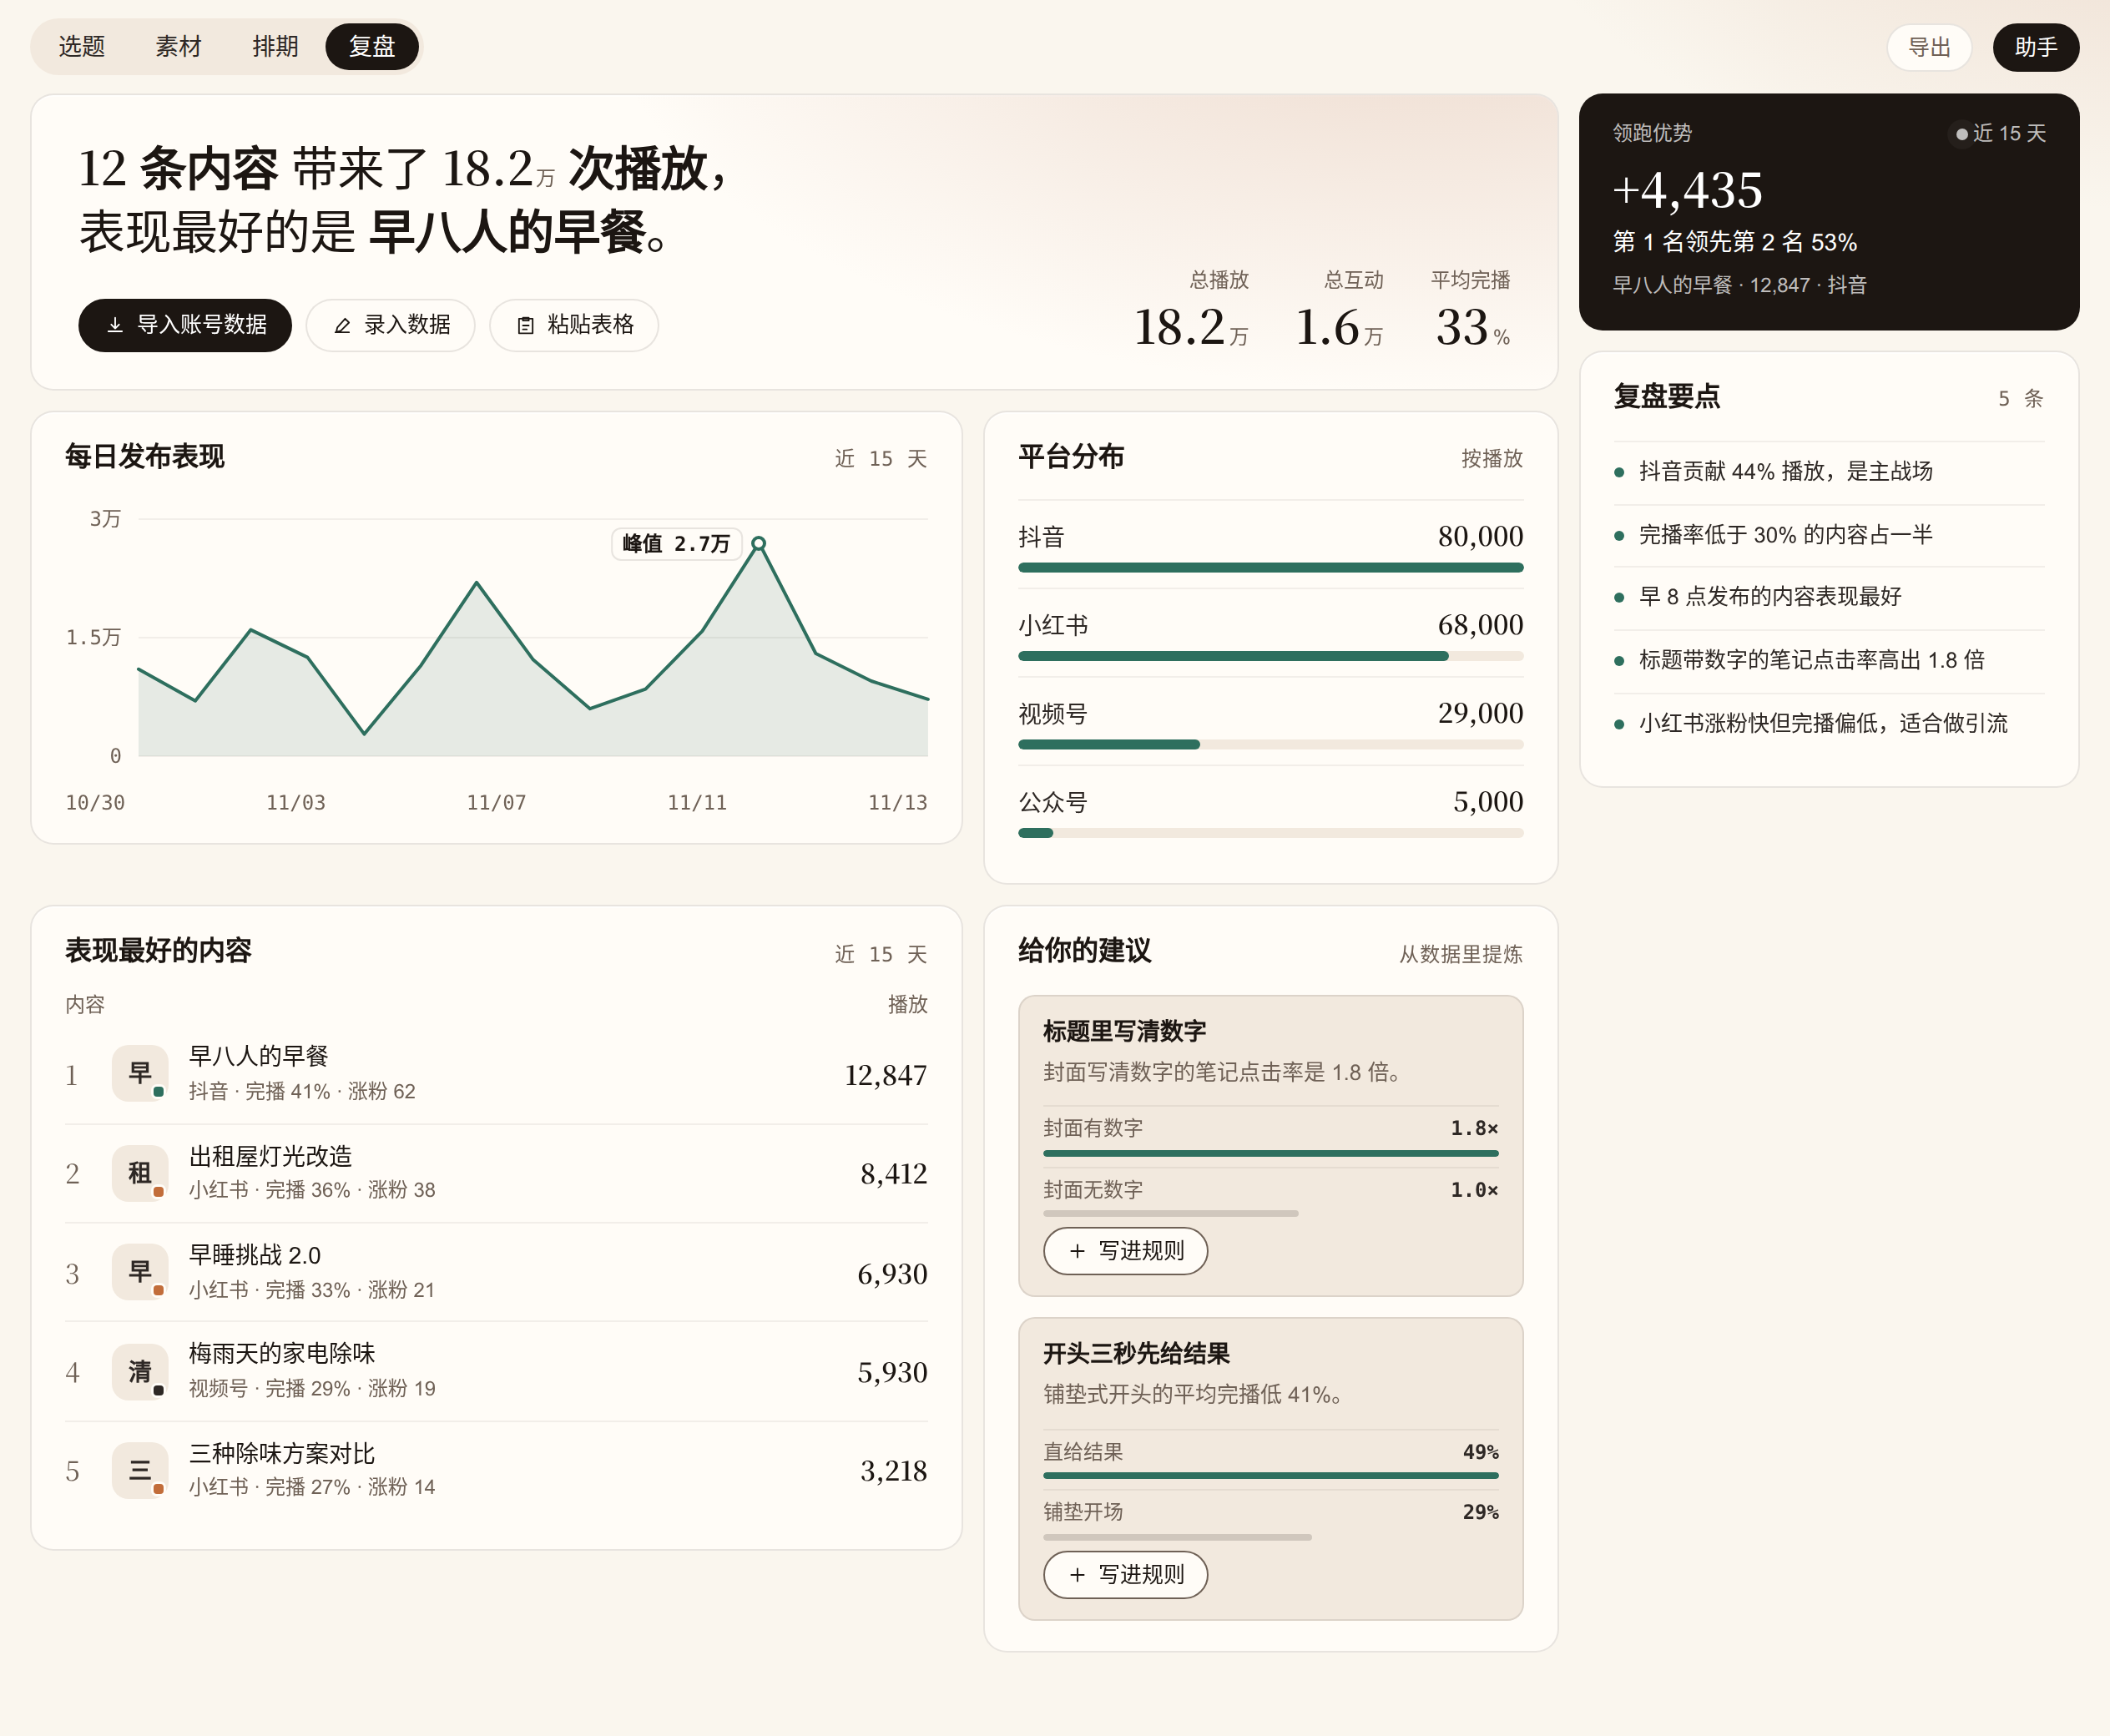 选题 素材 排期 复盘 导出 助手
12 条内容 带来了 18.2万 次播放，
表现最好的是 早八人的早餐。
导入账号数据 录入数据 粘贴表格
总播放 总互动 平均完播
18.2万 1.6万 33%
领跑优势 近 15 天
+4,435
第 1 名领先第 2 名 53%
早八人的早餐 · 12,847 · 抖音
复盘要点 5 条
抖音贡献 44% 播放，是主战场
完播率低于 30% 的内容占一半
早 8 点发布的内容表现最好
标题带数字的笔记点击率高出 1.8 倍
小红书涨粉快但完播偏低，适合做引流
每日发布表现 近 15 天
3万
峰值 2.7万
1.5万
0
10/30 11/03 11/07 11/11 11/13
平台分布 按播放
抖音 80,000
小红书 68,000
视频号 29,000
公众号 5,000
表现最好的内容 近 15 天
内容 播放
1 早 早八人的早餐 12,847
抖音 · 完播 41% · 涨粉 62
2 租 出租屋灯光改造 8,412
小红书 · 完播 36% · 涨粉 38
3 早 早睡挑战 2.0 6,930
小红书 · 完播 33% · 涨粉 21
4 清 梅雨天的家电除味 5,930
视频号 · 完播 29% · 涨粉 19
5 三 三种除味方案对比 3,218
小红书 · 完播 27% · 涨粉 14
给你的建议 从数据里提炼
标题里写清数字
封面写清数字的笔记点击率是 1.8 倍。
封面有数字 1.8×
封面无数字 1.0×
写进规则
开头三秒先给结果
铺垫式开头的平均完播低 41%。
直给结果 49%
铺垫开场 29%
写进规则